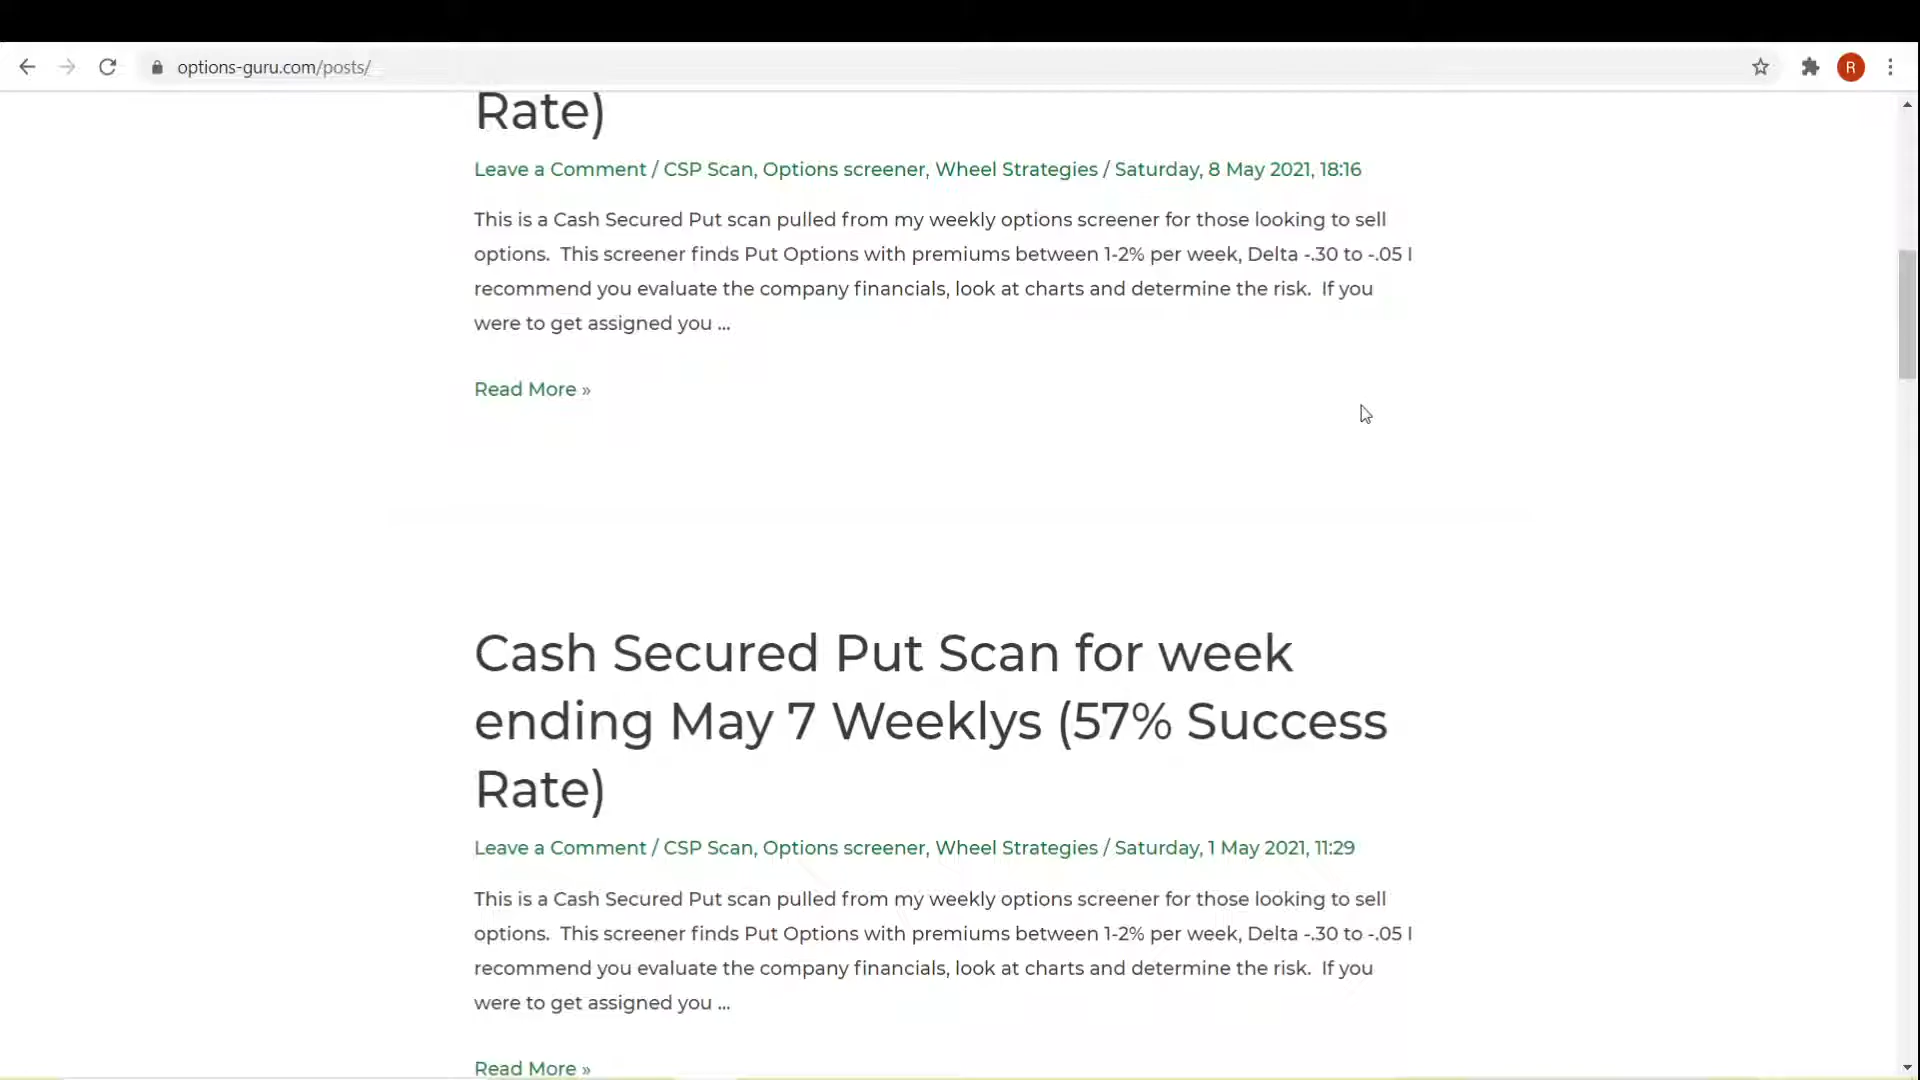 options-guru.com/posts/
R
Rate)
Leave a Comment / CSP Scan, Options screener, Wheel Strategies / Saturday, 8 May 2021, 18:16
This is a Cash Secured Put scan pulled from my weekly options screener for those looking to sell
options.  This screener finds Put Options with premiums between 1-2% per week, Delta -.30 to -.05 I
recommend you evaluate the company financials, look at charts and determine the risk.  If you
were to get assigned you ...
Read More »
Cash Secured Put Scan for week
ending May 7 Weeklys (57% Success
Rate)
Leave a Comment / CSP Scan, Options screener, Wheel Strategies / Saturday, 1 May 2021, 11:29
This is a Cash Secured Put scan pulled from my weekly options screener for those looking to sell
options.  This screener finds Put Options with premiums between 1-2% per week, Delta -.30 to -.05 I
recommend you evaluate the company financials, look at charts and determine the risk.  If you
were to get assigned you ...
Read More »